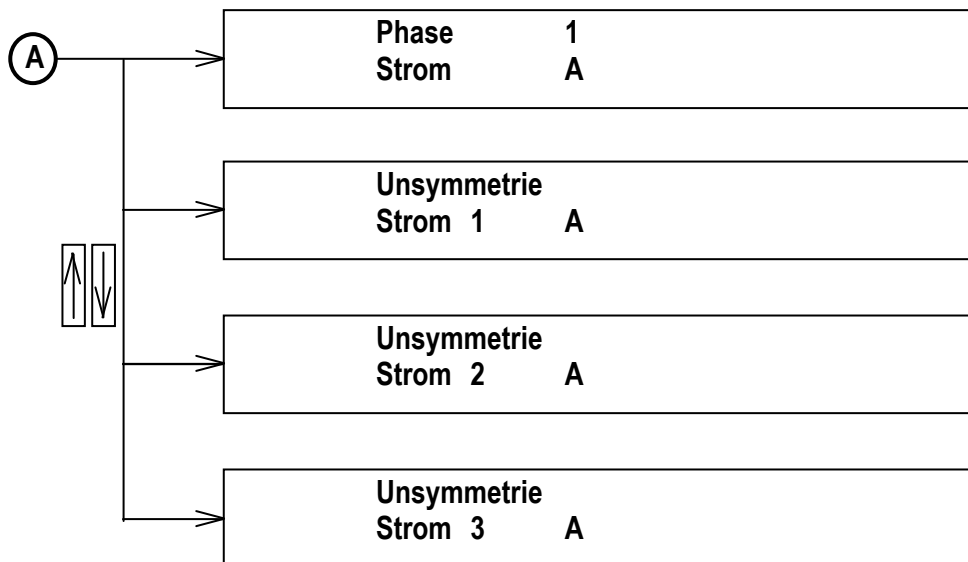 A
Phase 1
Strom A
Unsymmetrie
Strom 1 A
Unsymmetrie
Strom 2 A
Unsymmetrie
Strom 3 A